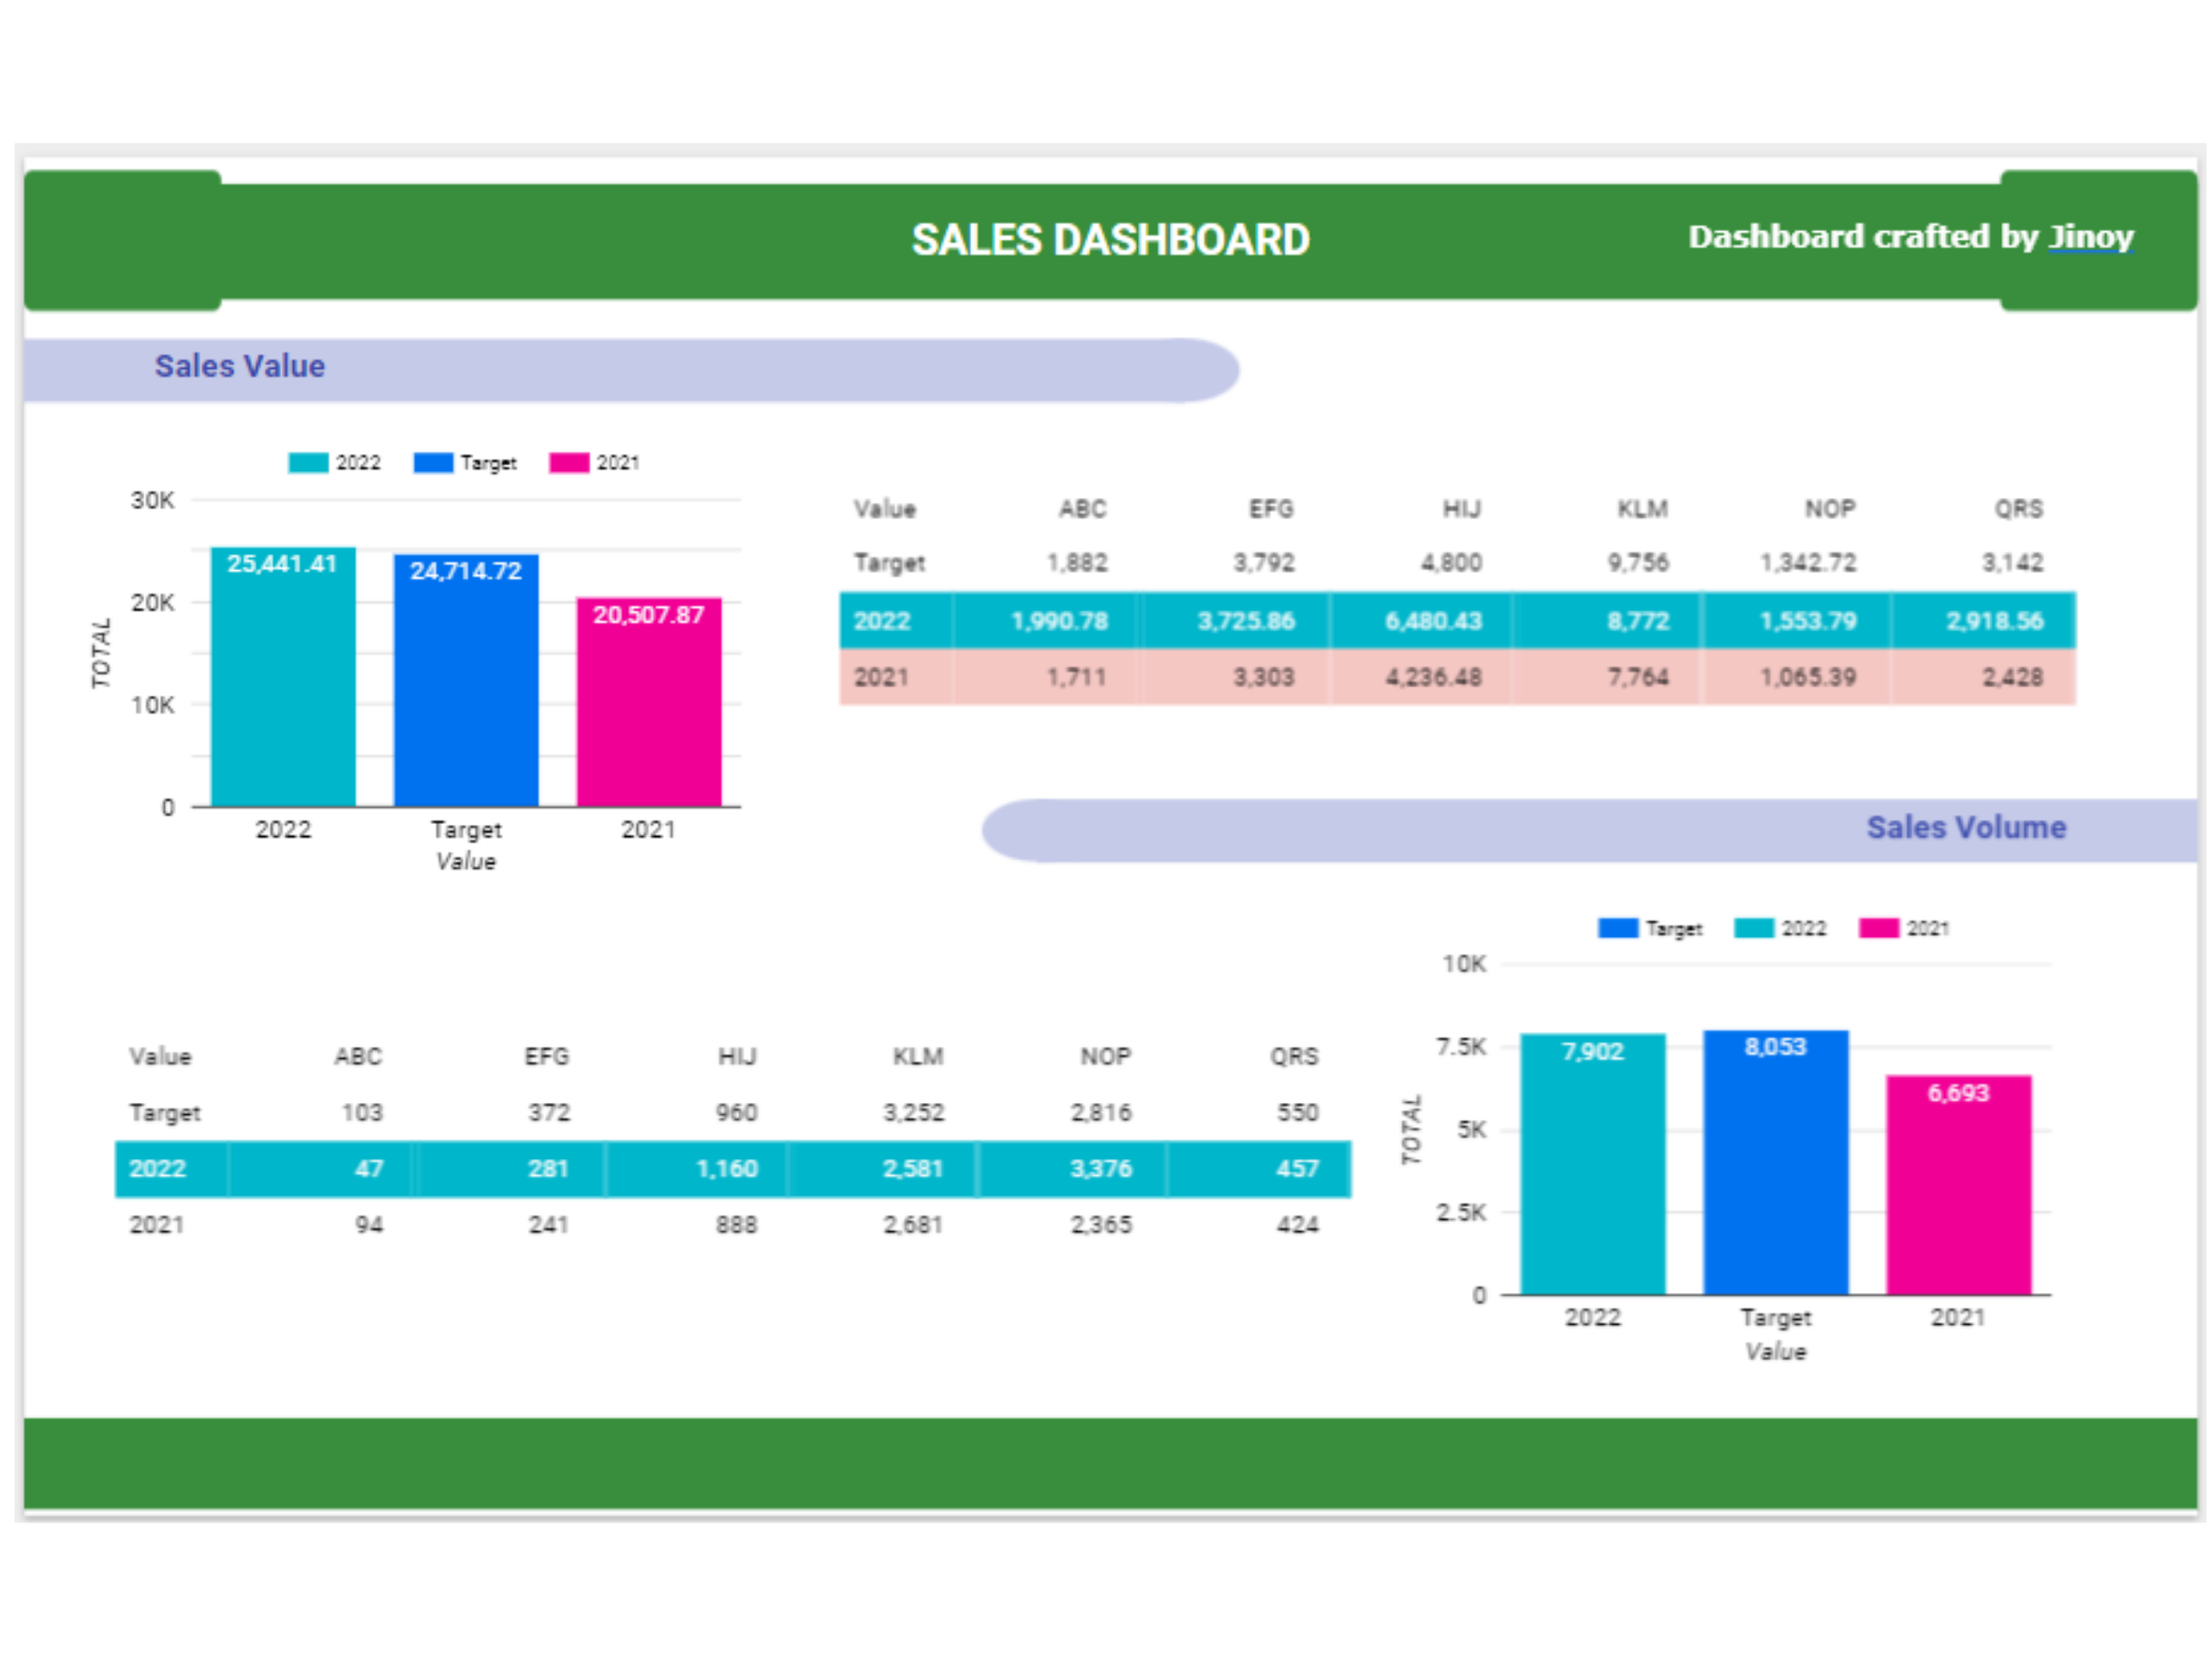 SALES DASHBOARD
Dashboard crafted by Jinoy
Sales Value
2022 Target 2021
30K
20K
10K
0
TOTAL
25,441.41 24,714.72 20,507.87
2022 Target 2021
Value
Value ABC EFG HIJ KLM NOP QRS
Target 1,882 3,792 4,800 9,756 1,342.72 3,142
2022 1,990.78 3,725.86 6,480.43 8,772 1,553.79 2,918.56
2021 1,711 3,303 4,236.48 7,764 1,065.39 2,428
Sales Volume
Value ABC EFG HIJ KLM NOP QRS
Target 103 372 960 3,252 2,816 550
2022 47 281 1,160 2,581 3,376 457
2021 94 241 888 2,681 2,365 424
Target 2022 2021
10K
7.5K
5K
2.5K
0
TOTAL
7,902 8,053 6,693
2022 Target 2021
Value